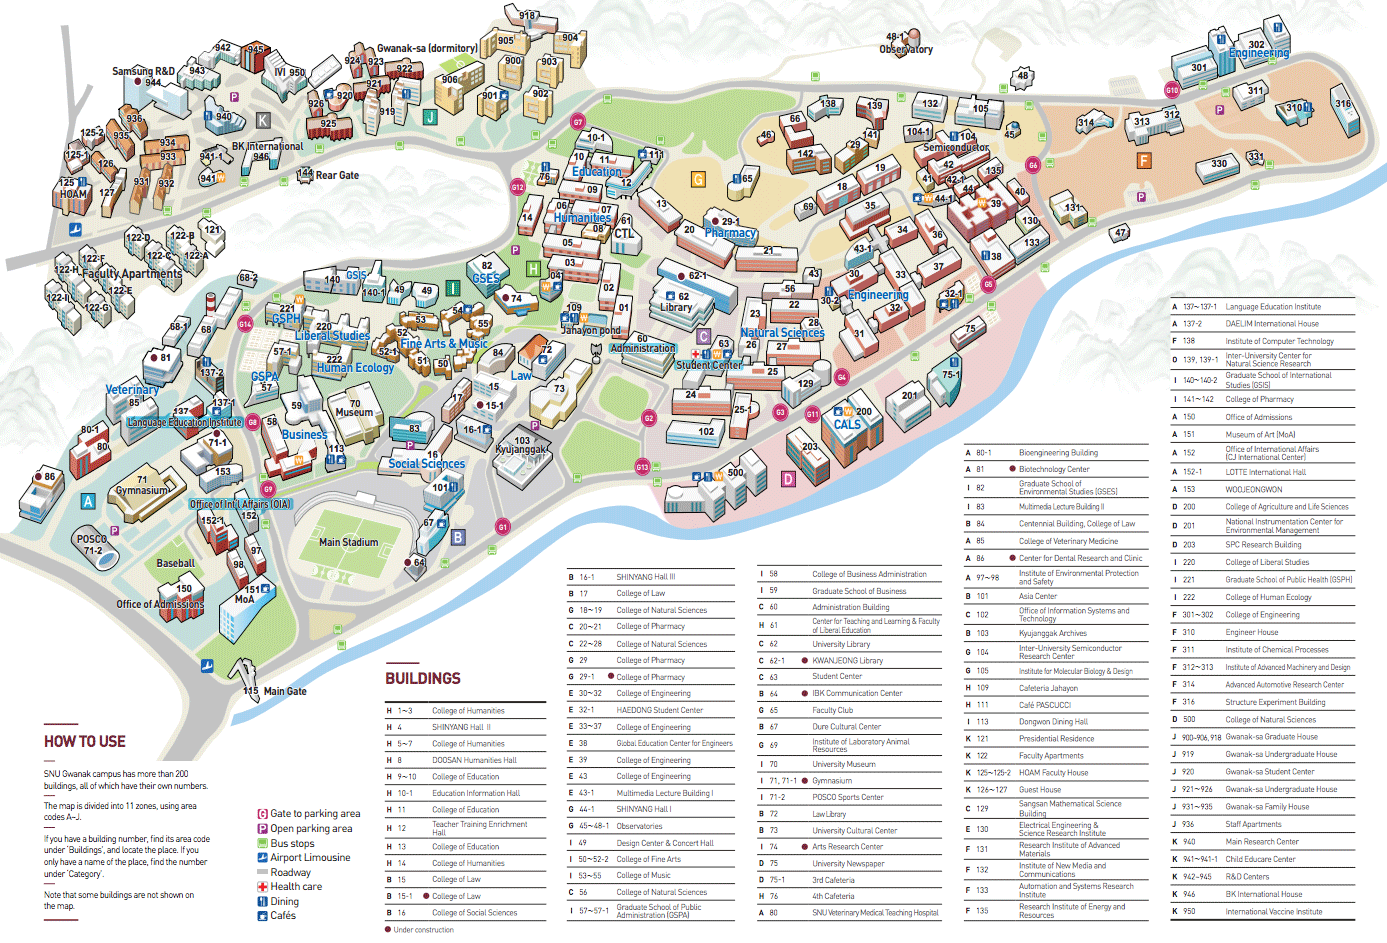 918
905
904
Gwanak-sa (dormitory)
942
945
943
IVI 950
924 923
922
900
903
906
921
Samsung R&D
944
926
920
919
901
902
936
940
K
925
J
125-2
935
934
933
BK International
946
941-1
125-1
126
125
HOAM
127
931
932
941
144
Rear Gate
48-1
Observatory
48
302
Engineering
301
G10
311
310
316
314
313
312
F
330
331
G7
10-1
111
10
11
Education
12
76
G12
09
14
06
07
Humanities
08
61
CTL
05
13
20
65
G
29-1
Pharmacy
21
46
66
138
139
132
105
45
141
29
142
104-1
104
Semiconductor
42
135
41
42-1
44
44-1
40
39
G6
19
18
69
35
34
36
130
133
131
47
38
G5
37
33
43-1
30
43
Engineering
32-1
32
30-2
31
75
56
22
23
28
Natural Sciences
26
27
25
129
G4
201
75-1
G3
G11
200
CALS
24
25-1
102
G2
203
D
500
G13
121
122-D
122-B
122-C
122-A
122-F
122-H
Faculty Apartments
122-E
122-I
122-G
68-2
140
GSIS
140-1
49
49
I
H
82
GSES
74
03
04
02
01
109
Jahayon pond
62-1
62
Library
C
60
Administration
63
Student Center
68-1
68
G14
221
GSPH
220
Liberal Studies
53
54
55
52
Fine Arts & Music
52-1
51
50
84
72
Law
73
81
137-2
57-1
222
Human Ecology
GSPA
57
Veterinary
85
137
137-1
Language Education Institute
G8
58
59
70
Museum
17
15
15-1
80-1
80
71-1
Business
113
83
16-1
16
Social Sciences
103
Kyujanggak
86
A
71
Gymnasium
153
G9
Office of Int'l Affairs (OIA)
101
67
B
G1
152-1
152
Main Stadium
64
POSCO
71-2
Baseball
97
98
150
Office of Admissions
151
MoA
115
Main Gate
HOW TO USE
SNU Gwanak campus has more than 200
buildings, all of which have their own numbers.
The map is divided into 11 zones, using area
codes A~J.
If you have a building number, find its area code
under 'Buildings', and locate the place. If you
only have a name of the place, find the number
under 'Category'.
Note that some buildings are not shown on
the map.
G Gate to parking area
P Open parking area
Bus stops
Airport Limousine
Roadway
Health care
Dining
Cafés
BUILDINGS
H 1~3 College of Humanities
H 4 SHINYANG Hall II
H 5~7 College of Humanities
H 8 DOOSAN Humanities Hall
H 9~10 College of Education
H 10-1 Education Information Hall
H 11 College of Education
H 12 Teacher Training Enrichment
Hall
H 13 College of Education
H 14 College of Humanities
B 15 College of Law
B 15-1 College of Law
B 16 College of Social Sciences
Under construction
B 16-1 SHINYANG Hall III
B 17 College of Law
G 18~19 College of Natural Sciences
C 20~21 College of Pharmacy
C 22~28 College of Natural Sciences
G 29 College of Pharmacy
G 29-1 College of Pharmacy
E 30~32 College of Engineering
E 32-1 HAEDONG Student Center
E 33~37 College of Engineering
E 38 Global Education Center for Engineers
E 39 College of Engineering
E 43 College of Engineering
E 43-1 Multimedia Lecture Building I
G 44-1 SHINYANG Hall I
G 45~48-1 Observatories
I 49 Design Center & Concert Hall
I 50~52-2 College of Fine Arts
I 53~55 College of Music
C 56 College of Natural Sciences
I 57~57-1 Graduate School of Public
Administration (GSPA)
I 58 College of Business Administration
I 59 Graduate School of Business
C 60 Administration Building
H 61 Center for Teaching and Learning & Faculty
of Liberal Education
C 62 University Library
C 62-1 KWANJEONG Library
C 63 Student Center
B 64 IBK Communication Center
G 65 Faculty Club
B 67 Dure Cultural Center
G 69 Institute of Laboratory Animal
Resources
I 70 University Museum
I 71, 71-1 Gymnasium
I 71-2 POSCO Sports Center
B 72 Law Library
B 73 University Cultural Center
I 74 Arts Research Center
D 75 University Newspaper
D 75-1 3rd Cafeteria
H 76 4th Cafeteria
A 80 SNU Veterinary Medical Teaching Hospital
A 80-1 Bioengineering Building
A 81 Biotechnology Center
I 82 Graduate School of
Environmental Studies (GSES)
I 83 Multimedia Lecture Building II
B 84 Centennial Building, College of Law
A 85 College of Veterinary Medicine
A 86 Center for Dental Research and Clinic
A 97~98 Institute of Environmental Protection
and Safety
B 101 Asia Center
C 102 Office of Information Systems and
Technology
B 103 Kyujanggak Archives
G 104 Inter-University Semiconductor
Research Center
G 105 Institute for Molecular Biology & Design
H 109 Cafeteria Jahayon
H 111 Café PASCUCCI
I 113 Dongwon Dining Hall
K 121 Presidential Residence
K 122 Faculty Apartments
K 125~125-2 HOAM Faculty House
K 126~127 Guest House
C 129 Sangsan Mathematical Science
Building
E 130 Electrical Engineering &
Science Research Institute
F 131 Research Institute of Advanced
Materials
F 132 Institute of New Media and
Communications
F 133 Automation and Systems Research
Institute
F 135 Research Institute of Energy and
Resources
A 137~137-1 Language Education Institute
A 137-2 DAELIM International House
F 138 Institute of Computer Technology
D 139, 139-1 Inter-University Center for
Natural Science Research
I 140~140-2 Graduate School of International
Studies (GSIS)
I 141~142 College of Pharmacy
A 150 Office of Admissions
A 151 Museum of Art (MoA)
A 152 Office of International Affairs
(CJ International Center)
A 152-1 LOTTE International Hall
A 153 WOOJEONGWON
D 200 College of Agriculture and Life Sciences
D 201 National Instrumentation Center for
Environmental Management
D 203 SPC Research Building
I 220 College of Liberal Studies
I 221 Graduate School of Public Health (GSPH)
I 222 College of Human Ecology
F 301~302 College of Engineering
F 310 Engineer House
F 311 Institute of Chemical Processes
F 312~313 Institute of Advanced Machinery and Design
F 314 Advanced Automotive Research Center
F 316 Structure Experiment Building
D 500 College of Natural Sciences
J 900-906, 918 Gwanak-sa Graduate House
J 919 Gwanak-sa Undergraduate House
J 920 Gwanak-sa Student Center
J 921~926 Gwanak-sa Undergraduate House
J 931~935 Gwanak-sa Family House
J 936 Staff Apartments
K 940 Main Research Center
K 941~941-1 Child Educare Center
K 942~945 R&D Centers
K 946 BK International House
K 950 International Vaccine Institute